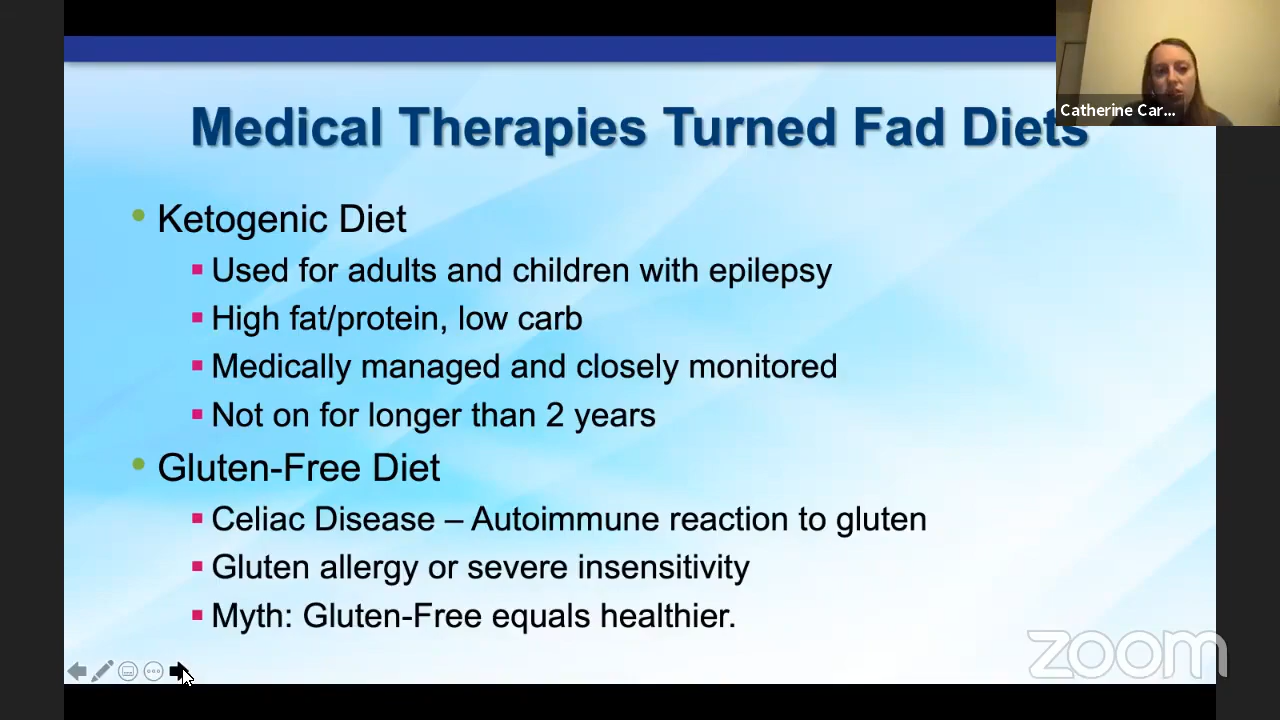 Medical Therapies Turned Fad Diets
Catherine Car...
Ketogenic Diet
Used for adults and children with epilepsy
High fat/protein, low carb
Medically managed and closely monitored
Not on for longer than 2 years
Gluten-Free Diet
Celiac Disease – Autoimmune reaction to gluten
Gluten allergy or severe insensitivity
Myth: Gluten-Free equals healthier.
zoom